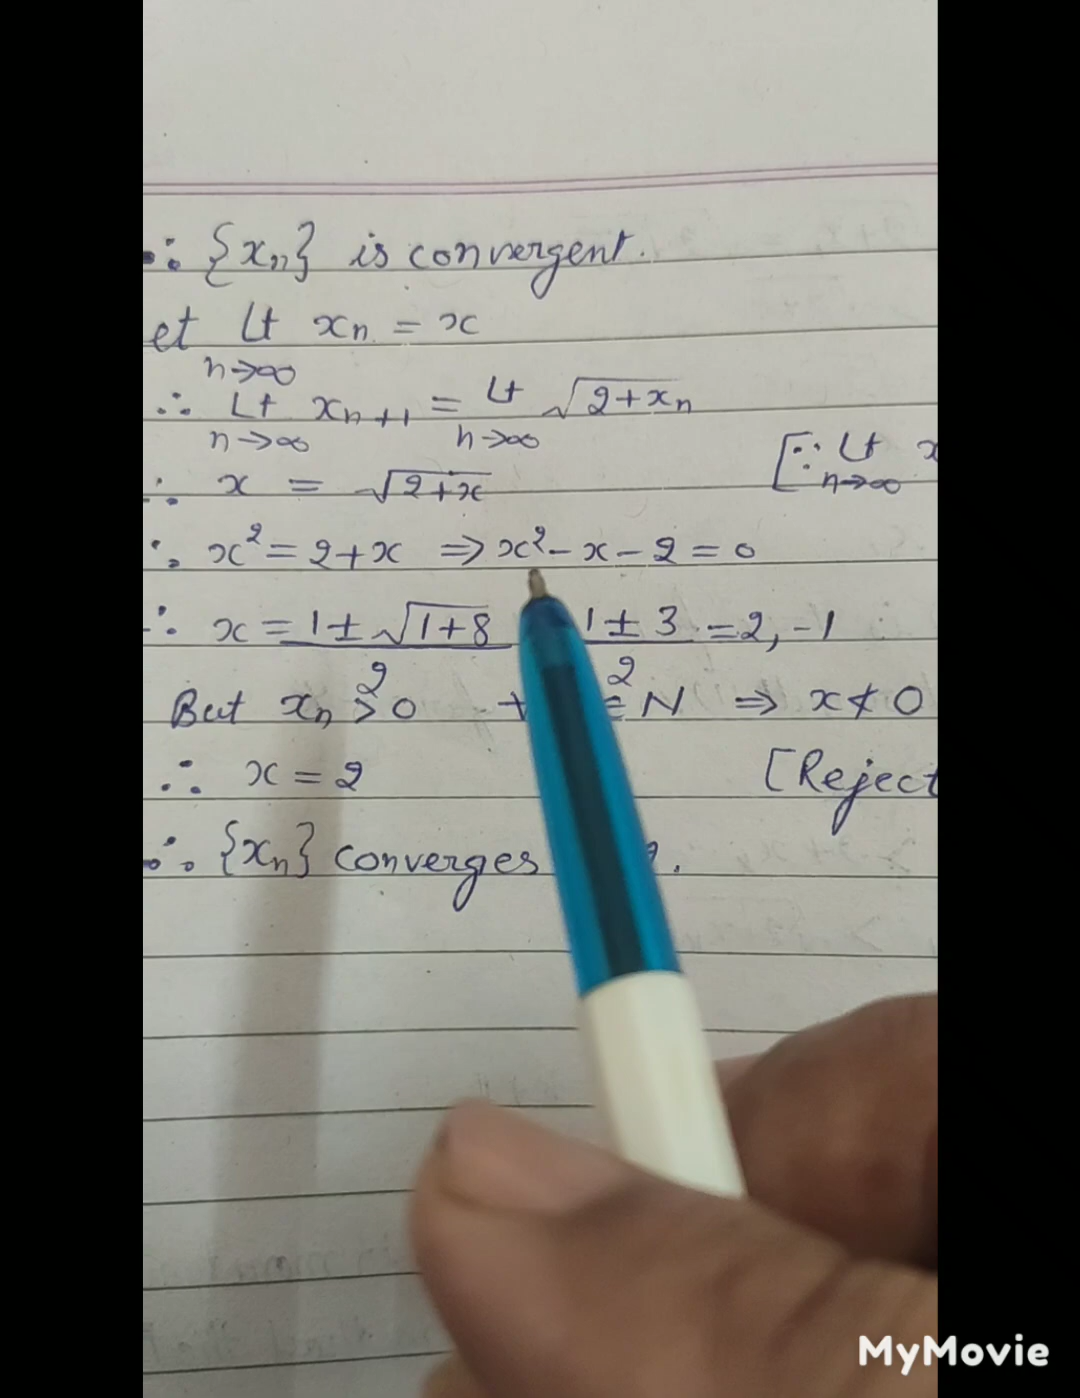 ∴ {xn} is convergent.
et Lt n→∞ xn = x
∴ Lt n→∞ xn+1 = Lt n→∞ √(2+xn)
[∵ Lt n→∞ x
∴ x = √(2+x)
∴ x² = 2+x ⇒ x² - x - 2 = 0
∴ x = (1 ± √(1+8))/2 (1 ± 3)/2 = 2, -1
But xn > 0 ∈ N ⇒ x ≮ 0
∴ x = 2 [Reject
∴ {xn} converges
MyMovie